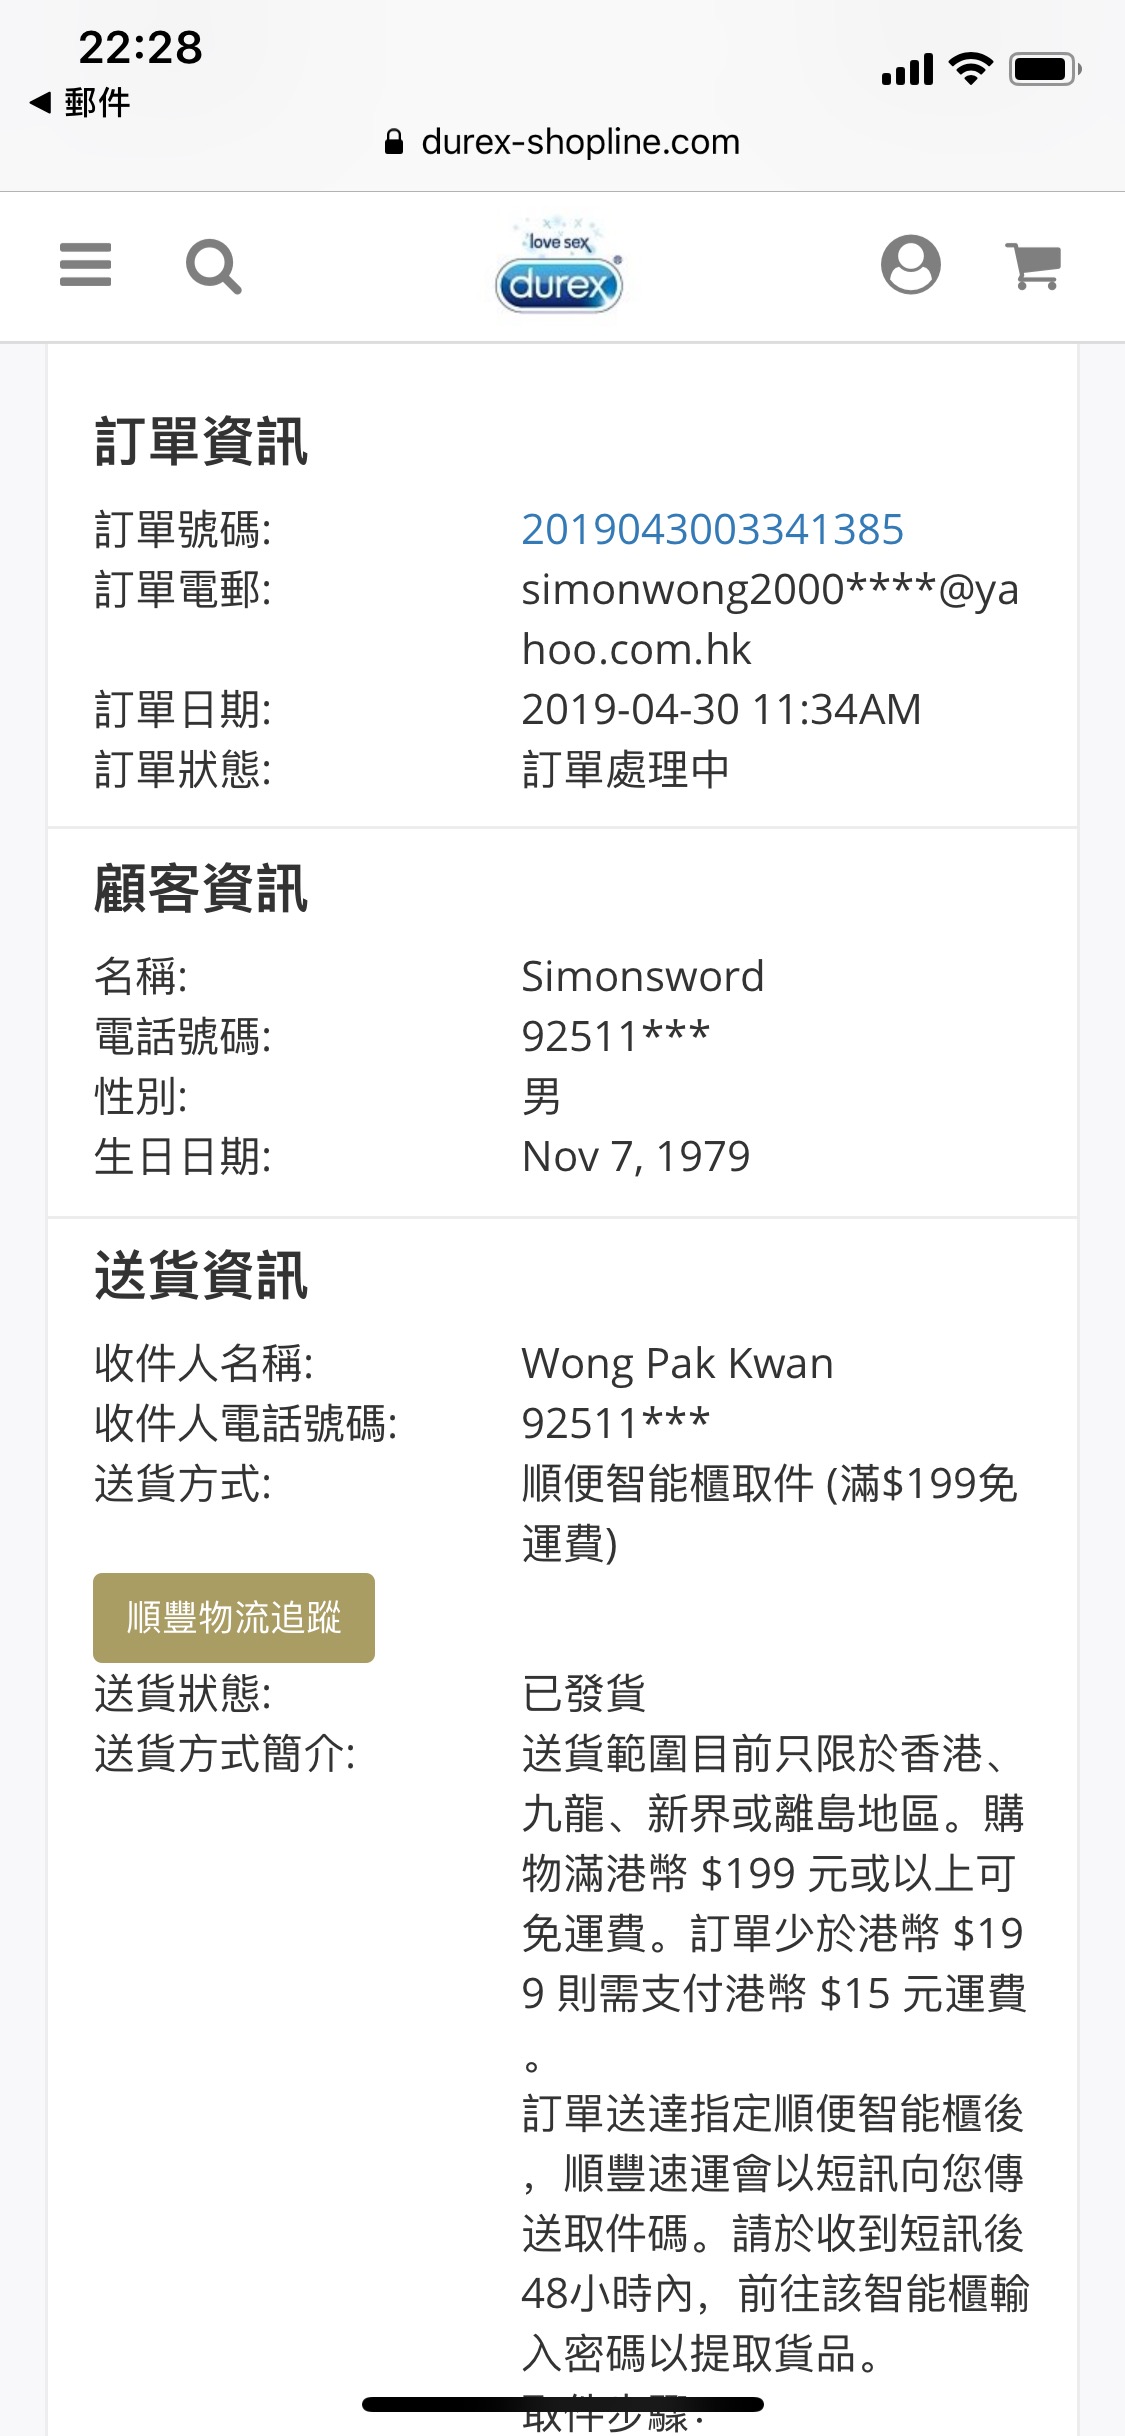 22:28
◀ 郵件
durex-shopline.com
love sex
durex®
訂單資訊
訂單號碼: 2019043003341385
訂單電郵: simonwong2000****@ya
hoo.com.hk
訂單日期: 2019-04-30 11:34AM
訂單狀態: 訂單處理中
顧客資訊
名稱: Simonsword
電話號碼: 92511***
性別: 男
生日日期: Nov 7, 1979
送貨資訊
收件人名稱: Wong Pak Kwan
收件人電話號碼: 92511***
送貨方式: 順便智能櫃取件 (滿$199免
運費)
順豐物流追蹤
送貨狀態: 已發貨
送貨方式簡介: 送貨範圍目前只限於香港、
九龍、新界或離島地區。購
物滿港幣 $199 元或以上可
免運費。訂單少於港幣 $19
9 則需支付港幣 $15 元運費
。
訂單送達指定順便智能櫃後
，順豐速運會以短訊向您傳
送取件碼。請於收到短訊後
48小時內，前往該智能櫃輸
入密碼以提取貨品。
取件步驟：